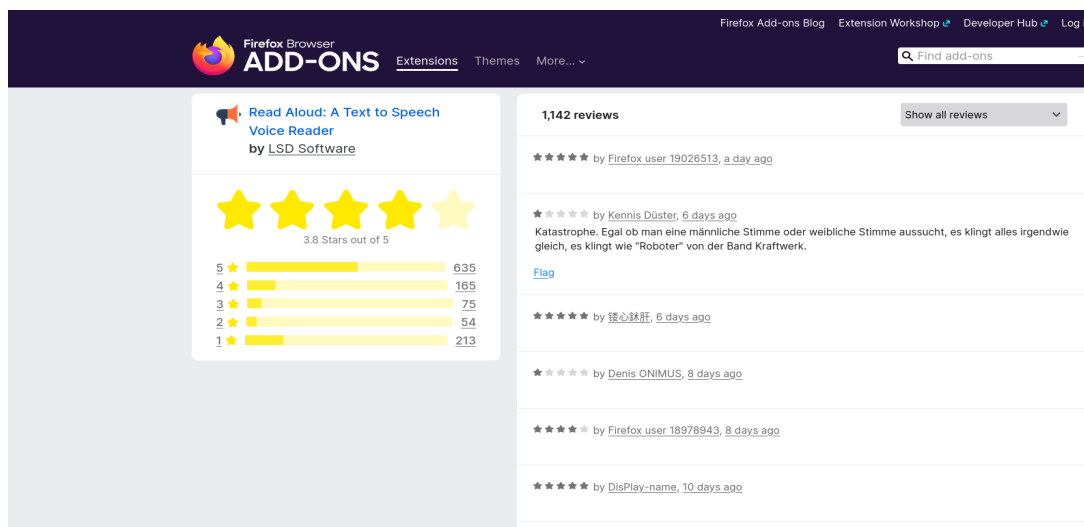 Firefox Add-ons Blog Extension Workshop Developer Hub Log
Firefox Browser
ADD-ONS Extensions Themes More...
Find add-ons
Read Aloud: A Text to Speech
Voice Reader
by LSD Software
3.8 Stars out of 5
5 635
4 165
3 75
2 54
1 213
1,142 reviews
Show all reviews
by Firefox user 19026513, a day ago
by Kennis Düster, 6 days ago
Katastrophe. Egal ob man eine männliche Stimme oder weibliche Stimme aussucht, es klingt alles irgendwie
gleich, es klingt wie "Roboter" von der Band Kraftwerk.
Flag
by 镂心鉥肝, 6 days ago
by Denis ONIMUS, 8 days ago
by Firefox user 18978943, 8 days ago
by DisPlay-name, 10 days ago